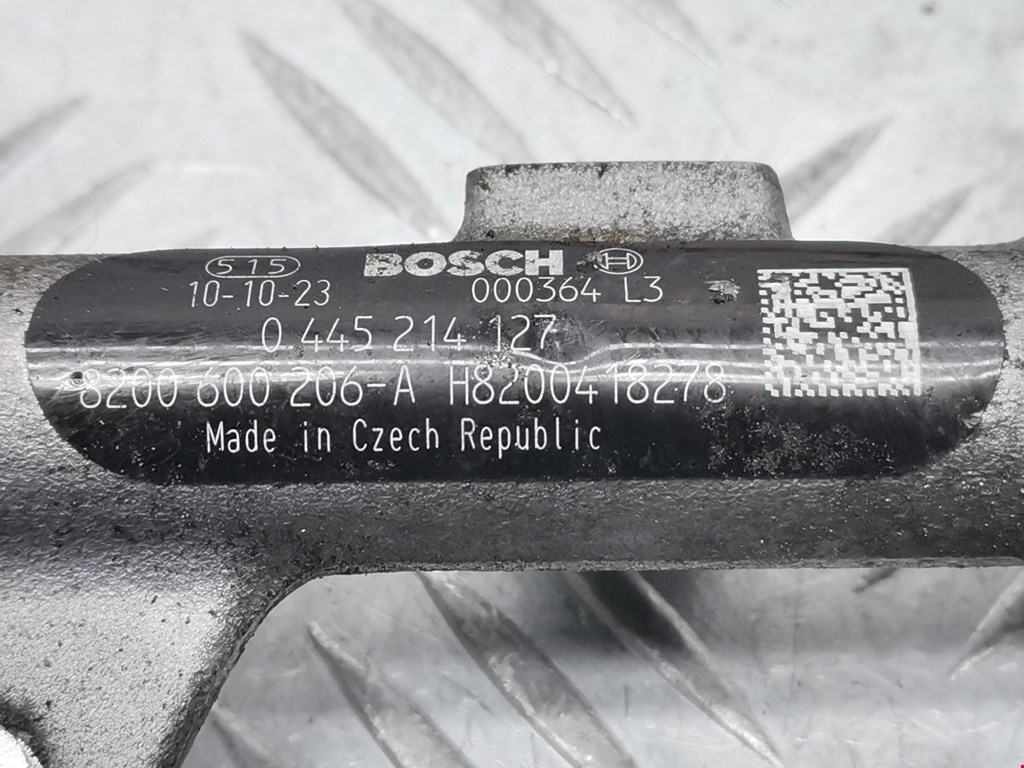 515 BOSCH
10-10-23 000364 L3
0 445 214 127
8200 600 206-A H8200418278
Made in Czech Republic